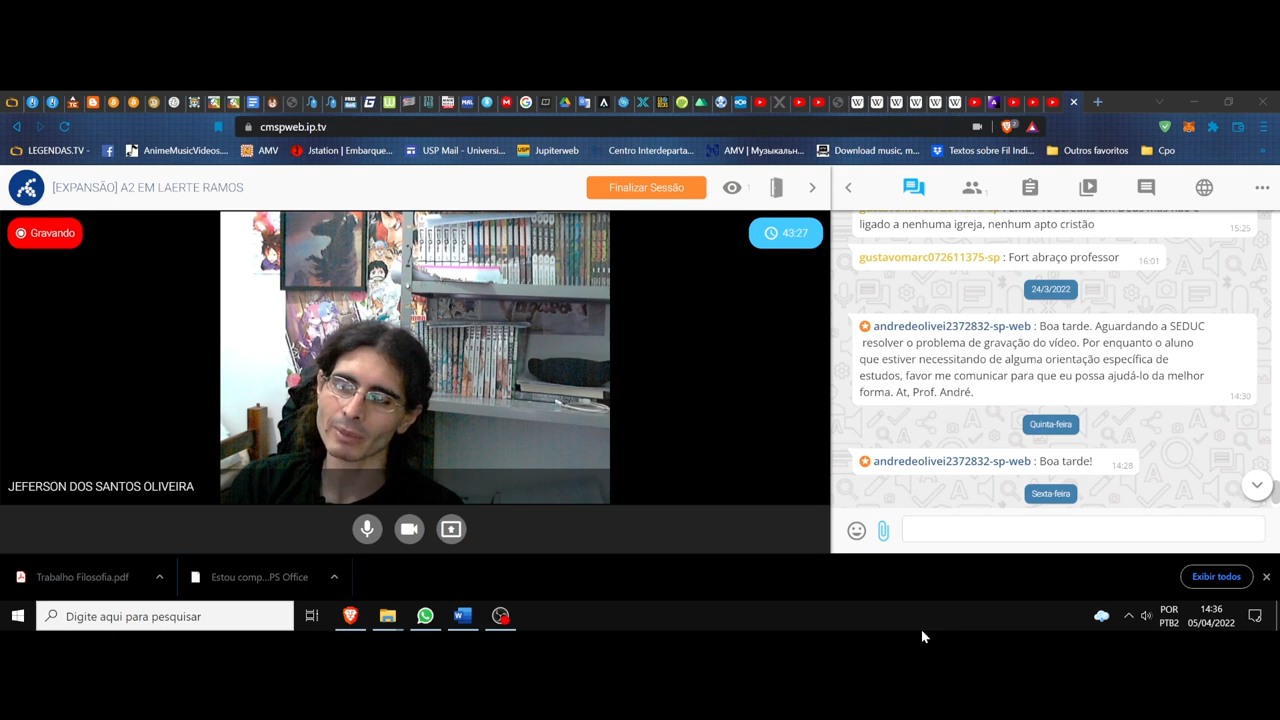 cmspweb.ip.tv
LEGENDAS.TV -
AnimeMusicVideos...
AMV
Jstation | Embarque...
USP Mail - Universi...
Jupiterweb
Centro Interdeparta...
AMV | Музыкальн...
Download music, m...
Textos sobre Fil Indi...
Outros favoritos
Cpo
[EXPANSÃO] A2 EM LAERTE RAMOS
Finalizar Sessão
1
1
Gravando
43:27
ligado a nenhuma igreja, nenhum apto cristão
15:25
gustavomarc072611375-sp : Fort abraço professor
16:01
24/3/2022
andredeolivei2372832-sp-web : Boa tarde. Aguardando a SEDUC
resolver o problema de gravação do vídeo. Por enquanto o aluno
que estiver necessitando de alguma orientação específica de
estudos, favor me comunicar para que eu possa ajudá-lo da melhor
forma. At, Prof. André.
14:30
Quinta-feira
andredeolivei2372832-sp-web : Boa tarde!
14:28
Sexta-feira
JEFERSON DOS SANTOS OLIVEIRA
Trabalho Filosofia.pdf
Estou comp...PS Office
Exibir todos
Digite aqui para pesquisar
POR
PTB2
14:36
05/04/2022